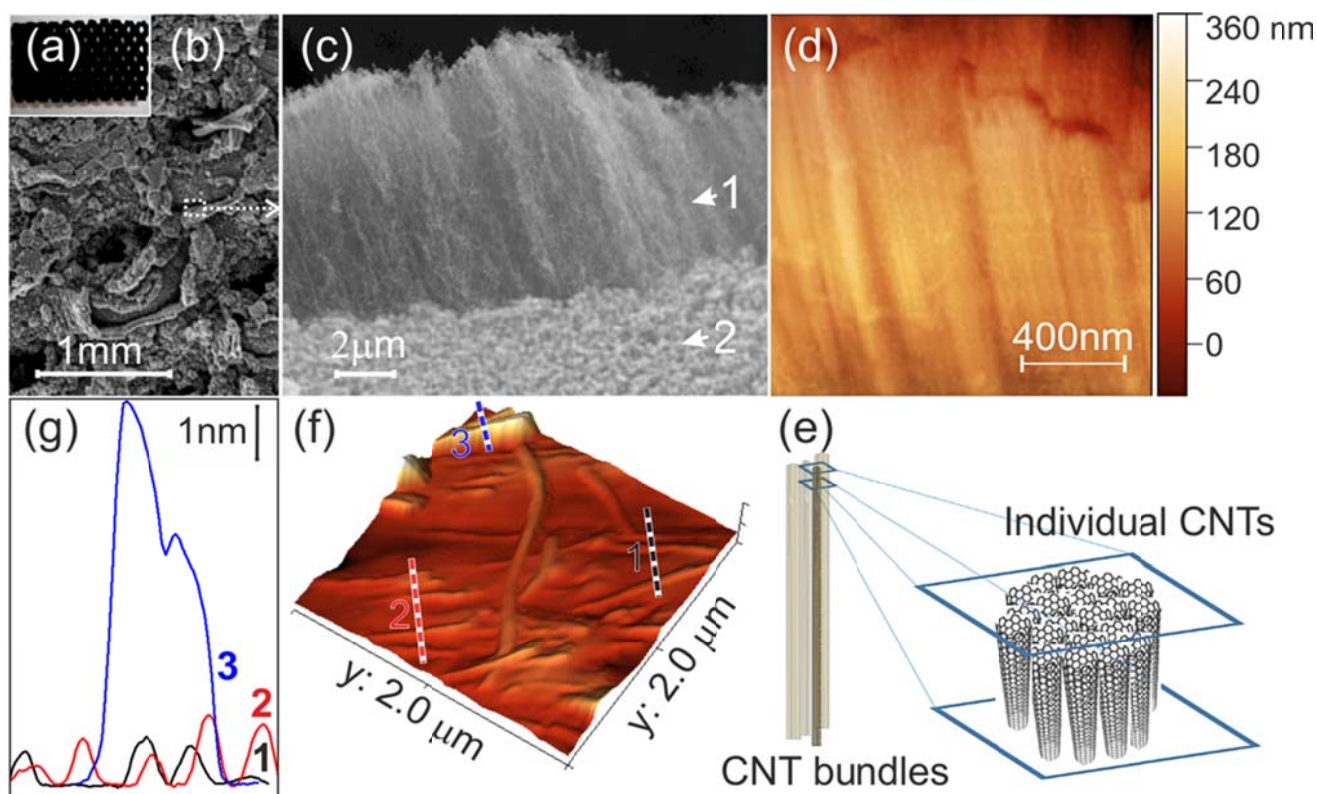 (a)
(b)
(c)
(d)
360 nm
240
180
120
60
0
1
2
1mm
2μm
400nm
(g)
1nm
(f)
(e)
3
1
2
Individual CNTs
3
2
1
y: 2.0 μm
y: 2.0 μm
CNT bundles